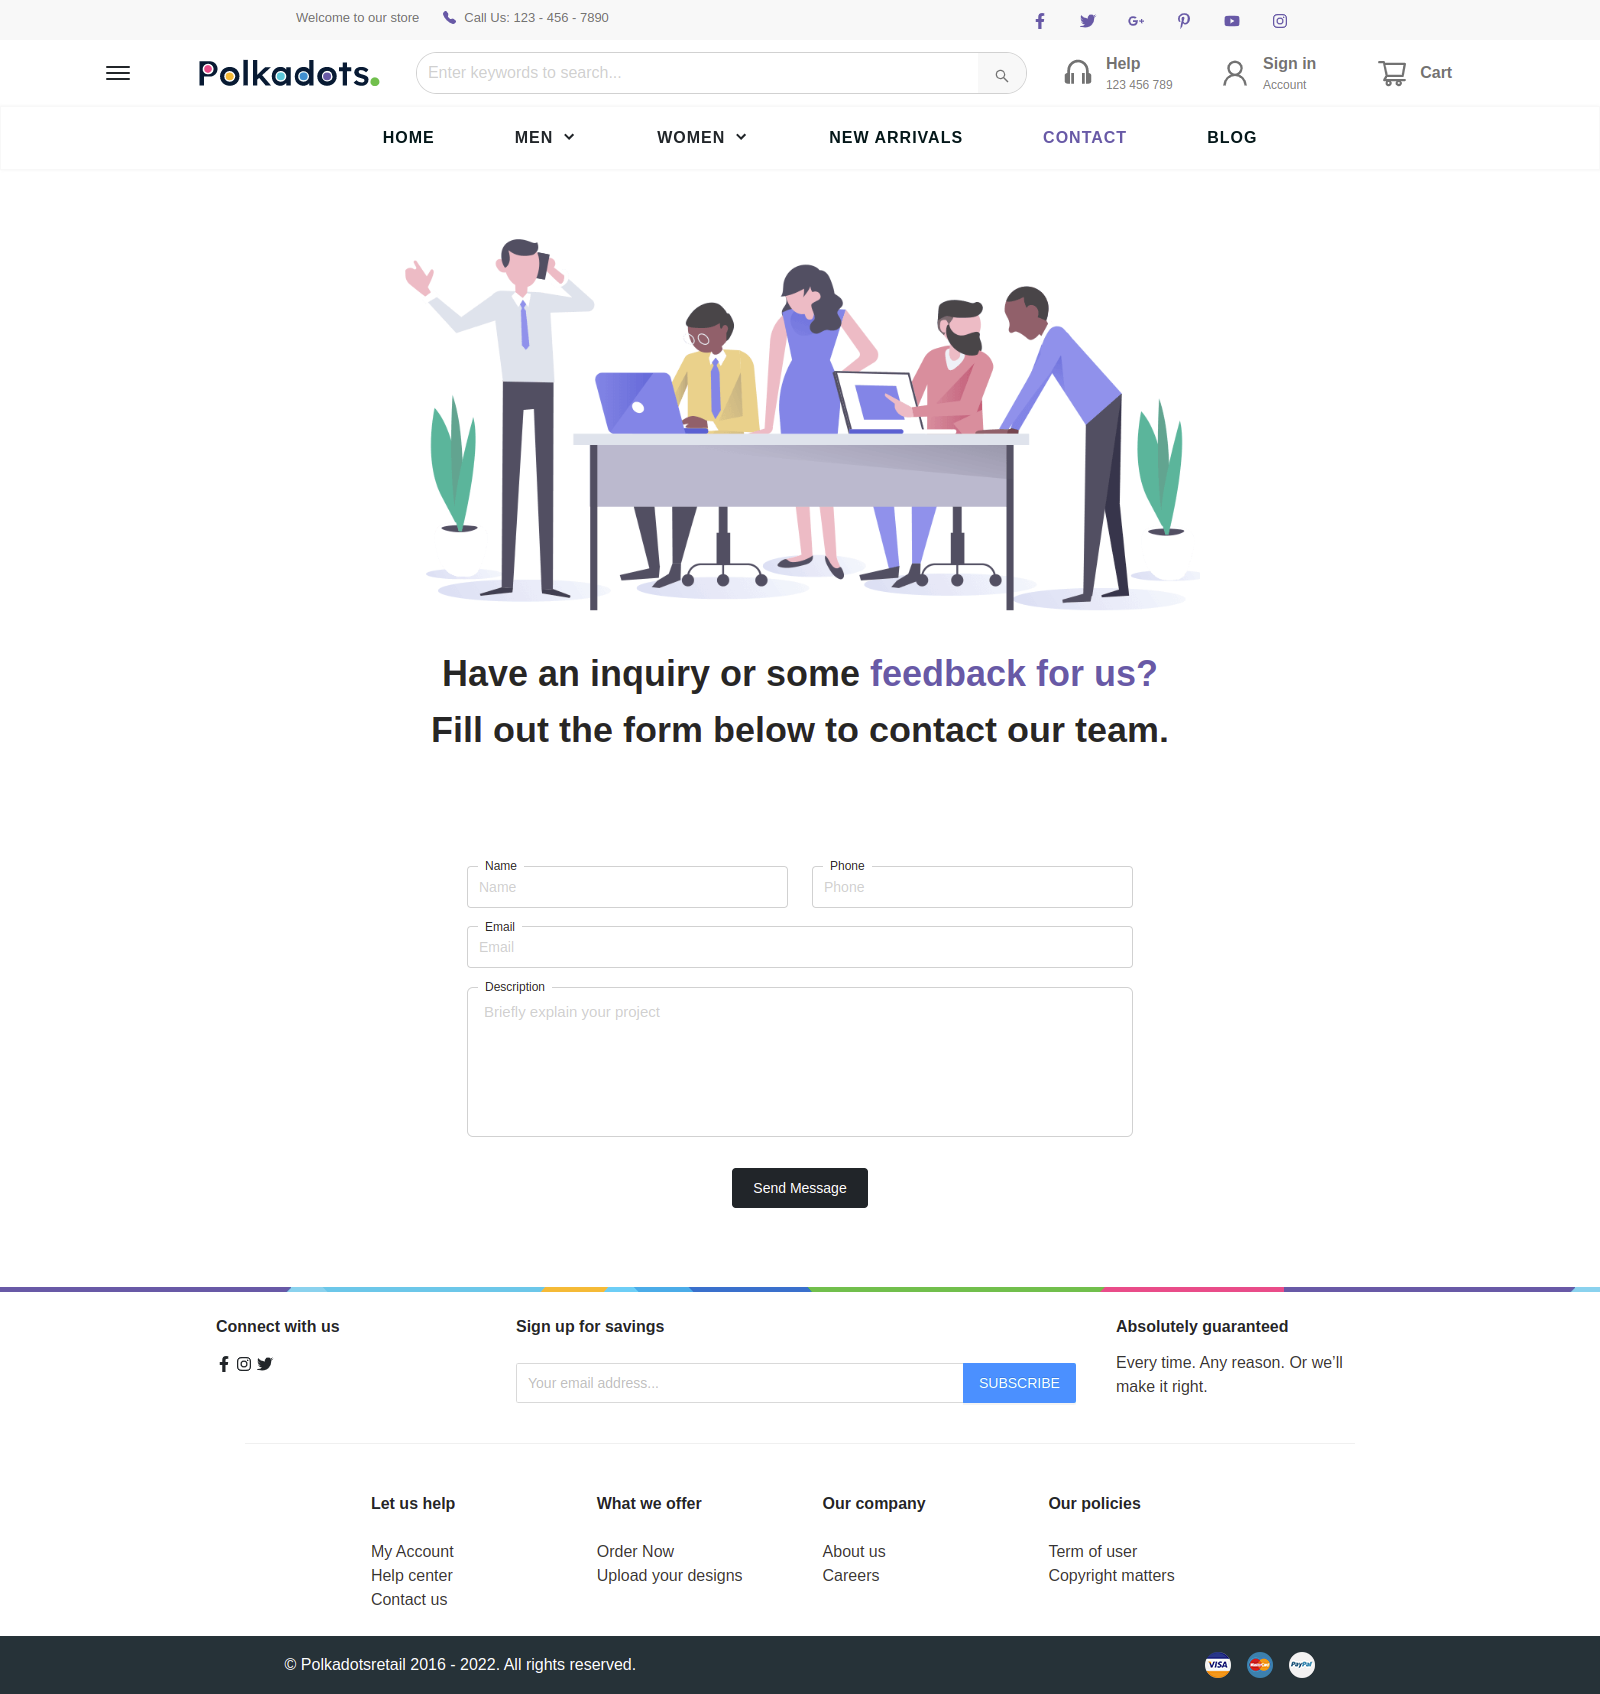 Welcome to our store
Call Us: 123 - 456 - 7890
Polkadots.
Enter keywords to search...
Help
123 456 789
Sign in
Account
Cart
HOME
MEN
WOMEN
NEW ARRIVALS
CONTACT
BLOG
Have an inquiry or some feedback for us?
Fill out the form below to contact our team.
Name
Name
Phone
Phone
Email
Email
Description
Briefly explain your project
Send Message
Connect with us
Sign up for savings
Your email address...
SUBSCRIBE
Absolutely guaranteed
Every time. Any reason. Or we’ll
make it right.
Let us help
My Account
Help center
Contact us
What we offer
Order Now
Upload your designs
Our company
About us
Careers
Our policies
Term of user
Copyright matters
© Polkadotsretail 2016 - 2022. All rights reserved.
VISA
MasterCard
PayPal